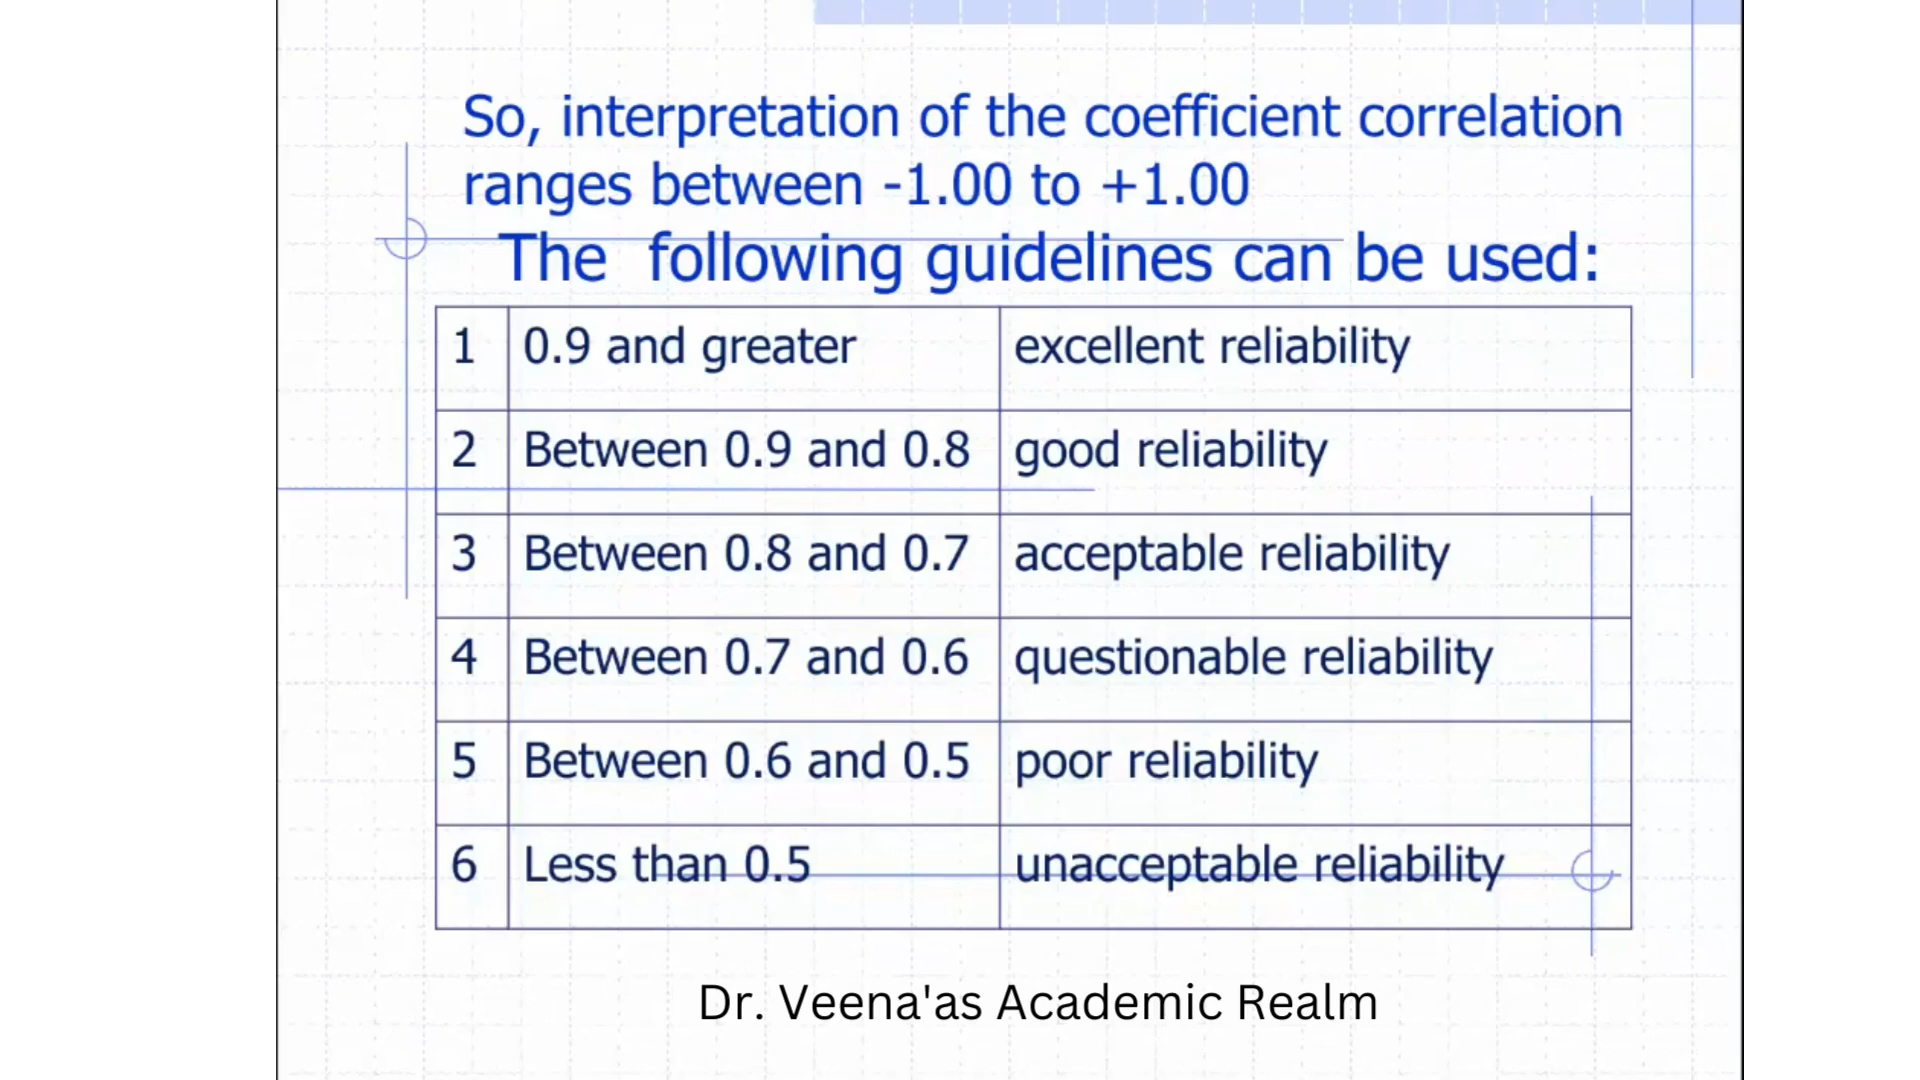 So, interpretation of the coefficient correlation
ranges between -1.00 to +1.00
The following guidelines can be used:
1 0.9 and greater excellent reliability
2 Between 0.9 and 0.8 good reliability
3 Between 0.8 and 0.7 acceptable reliability
4 Between 0.7 and 0.6 questionable reliability
5 Between 0.6 and 0.5 poor reliability
6 Less than 0.5 unacceptable reliability
Dr. Veena'as Academic Realm